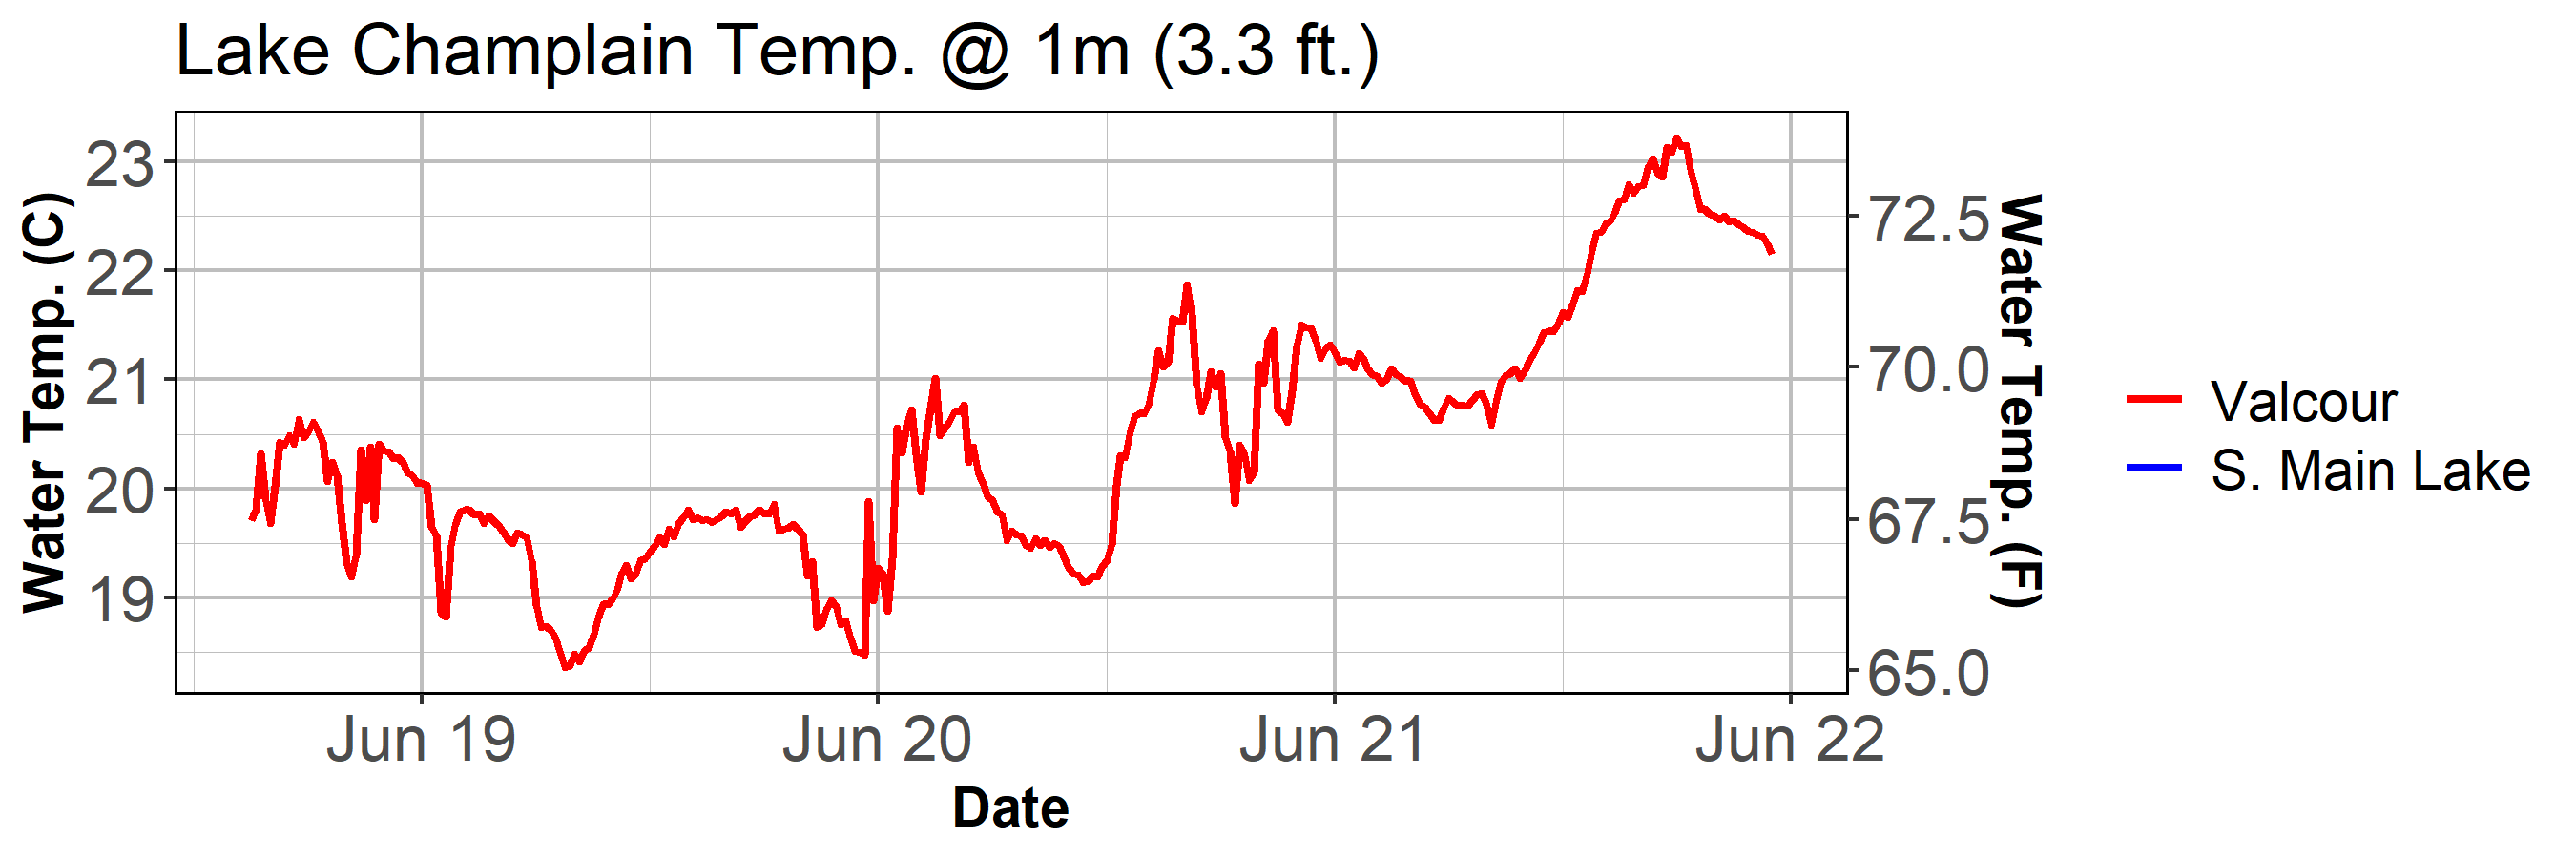 Lake Champlain Temp. @ 1m (3.3 ft.)
Water Temp. (C)
23
22
21
20
19
72.5
70.0
67.5
65.0
Water Temp. (F)
Jun 19
Jun 20
Jun 21
Jun 22
Date
Valcour
S. Main Lake